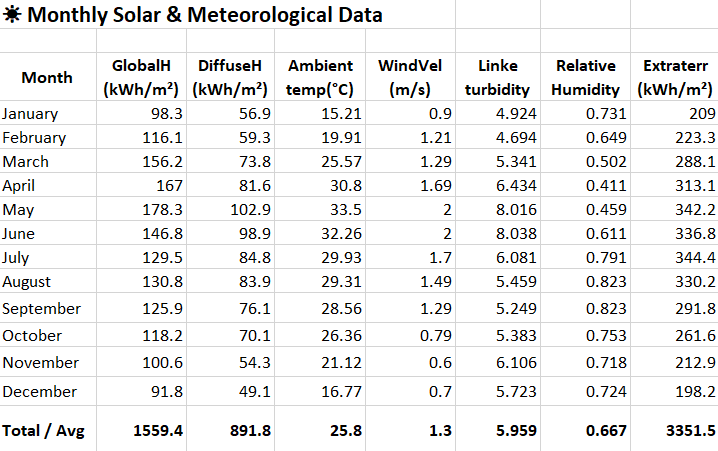 ☀ Monthly Solar & Meteorological Data
Month GlobalH (kWh/m²) DiffuseH (kWh/m²) Ambient temp(°C) WindVel (m/s) Linke turbidity Relative Humidity Extraterr (kWh/m²)
January 98.3 56.9 15.21 0.9 4.924 0.731 209
February 116.1 59.3 19.91 1.21 4.694 0.649 223.3
March 156.2 73.8 25.57 1.29 5.341 0.502 288.1
April 167 81.6 30.8 1.69 6.434 0.411 313.1
May 178.3 102.9 33.5 2 8.016 0.459 342.2
June 146.8 98.9 32.26 2 8.038 0.611 336.8
July 129.5 84.8 29.93 1.7 6.081 0.791 344.4
August 130.8 83.9 29.31 1.49 5.459 0.823 330.2
September 125.9 76.1 28.56 1.29 5.249 0.823 291.8
October 118.2 70.1 26.36 0.79 5.383 0.753 261.6
November 100.6 54.3 21.12 0.6 6.106 0.718 212.9
December 91.8 49.1 16.77 0.7 5.723 0.724 198.2
Total / Avg 1559.4 891.8 25.8 1.3 5.959 0.667 3351.5